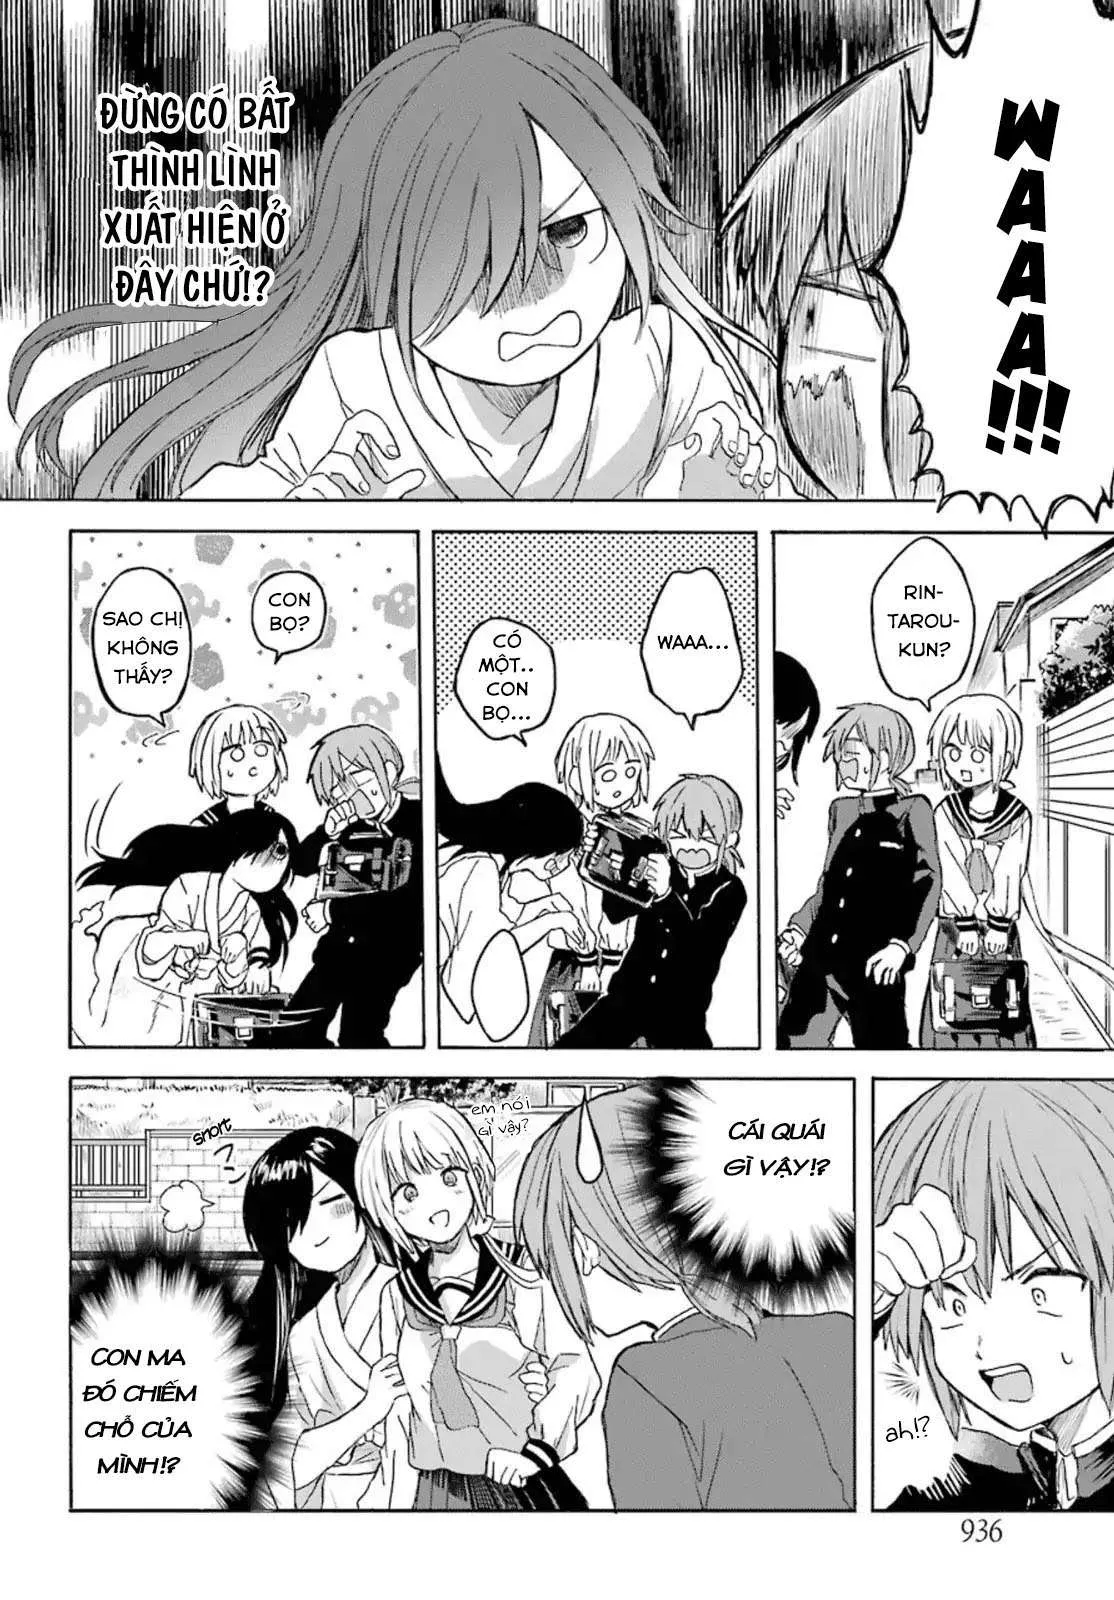 WAAA!!!
ĐỪNG CÓ BẤT
THÌNH LÌNH
XUẤT HIỆN Ở
ĐÂY CHỨ!?
RIN-
TAROU-
KUN?
WAAA...
CÓ
MỘT..
CON
BỌ...
CON
BỌ?
SAO CHỊ
KHÔNG
THẤY?
ah!?
CÁI QUÁI
GÌ VẬY!?
em nói
gì vậy?
snort
CON MA
ĐÓ CHIẾM
CHỖ CỦA
MÌNH!?
936